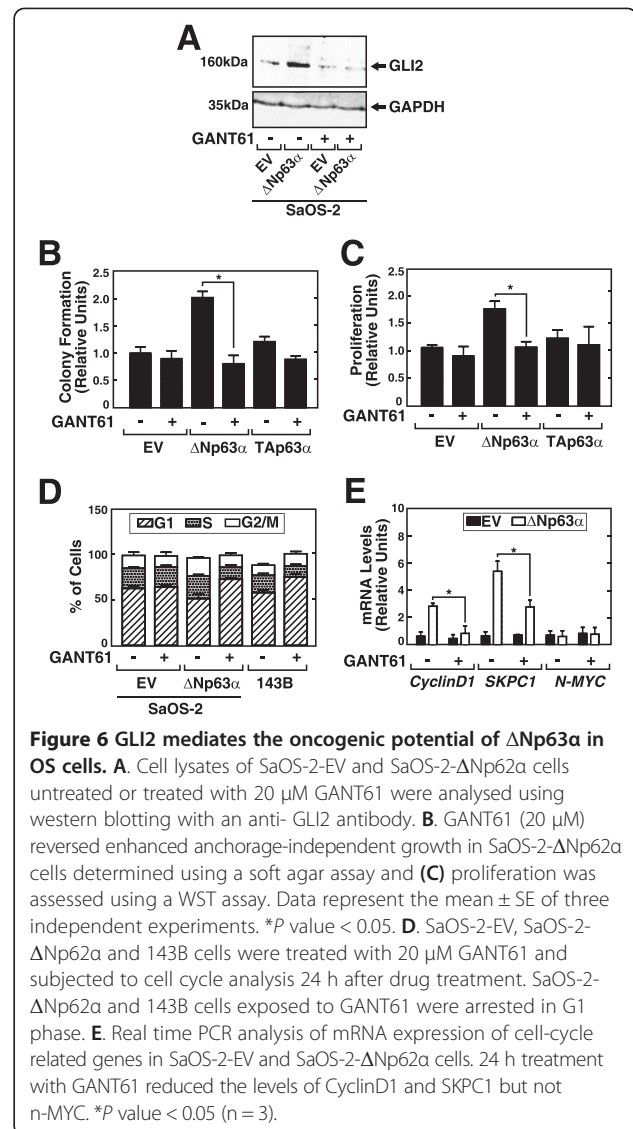 A
160kDa
GLI2
35kDa
GAPDH
GANT61 - - + +
EV ΔNp63α EV ΔNp63α
SaOS-2
B
Colony Formation
(Relative Units)
2.5
2.0
1.5
1.0
0.5
0
*
GANT61 - + - + - +
EV ΔNp63α TAp63α
C
Proliferation
(Relative Units)
2.5
2.0
1.5
1.0
0.5
0
*
GANT61 - + - + - +
EV ΔNp63α TAp63α
D
% of Cells
G1 S G2/M
100
50
0
GANT61 - + - + - +
EV ΔNp63α 143B
SaOS-2
E
mRNA Levels
(Relative Units)
EV ΔNp63α
10
8
6
4
2
0
* *
GANT61 - + - + - +
CyclinD1 SKPC1 N-MYC
Figure 6 GLI2 mediates the oncogenic potential of ΔNp63α in
OS cells. A. Cell lysates of SaOS-2-EV and SaOS-2-ΔNp62α cells
untreated or treated with 20 μM GANT61 were analysed using
western blotting with an anti- GLI2 antibody. B. GANT61 (20 μM)
reversed enhanced anchorage-independent growth in SaOS-2-ΔNp62α
cells determined using a soft agar assay and (C) proliferation was
assessed using a WST assay. Data represent the mean ± SE of three
independent experiments. *P value < 0.05. D. SaOS-2-EV, SaOS-2-
ΔNp62α and 143B cells were treated with 20 μM GANT61 and
subjected to cell cycle analysis 24 h after drug treatment. SaOS-2-
ΔNp62α and 143B cells exposed to GANT61 were arrested in G1
phase. E. Real time PCR analysis of mRNA expression of cell-cycle
related genes in SaOS-2-EV and SaOS-2-ΔNp62α cells. 24 h treatment
with GANT61 reduced the levels of CyclinD1 and SKPC1 but not
n-MYC. *P value < 0.05 (n = 3).